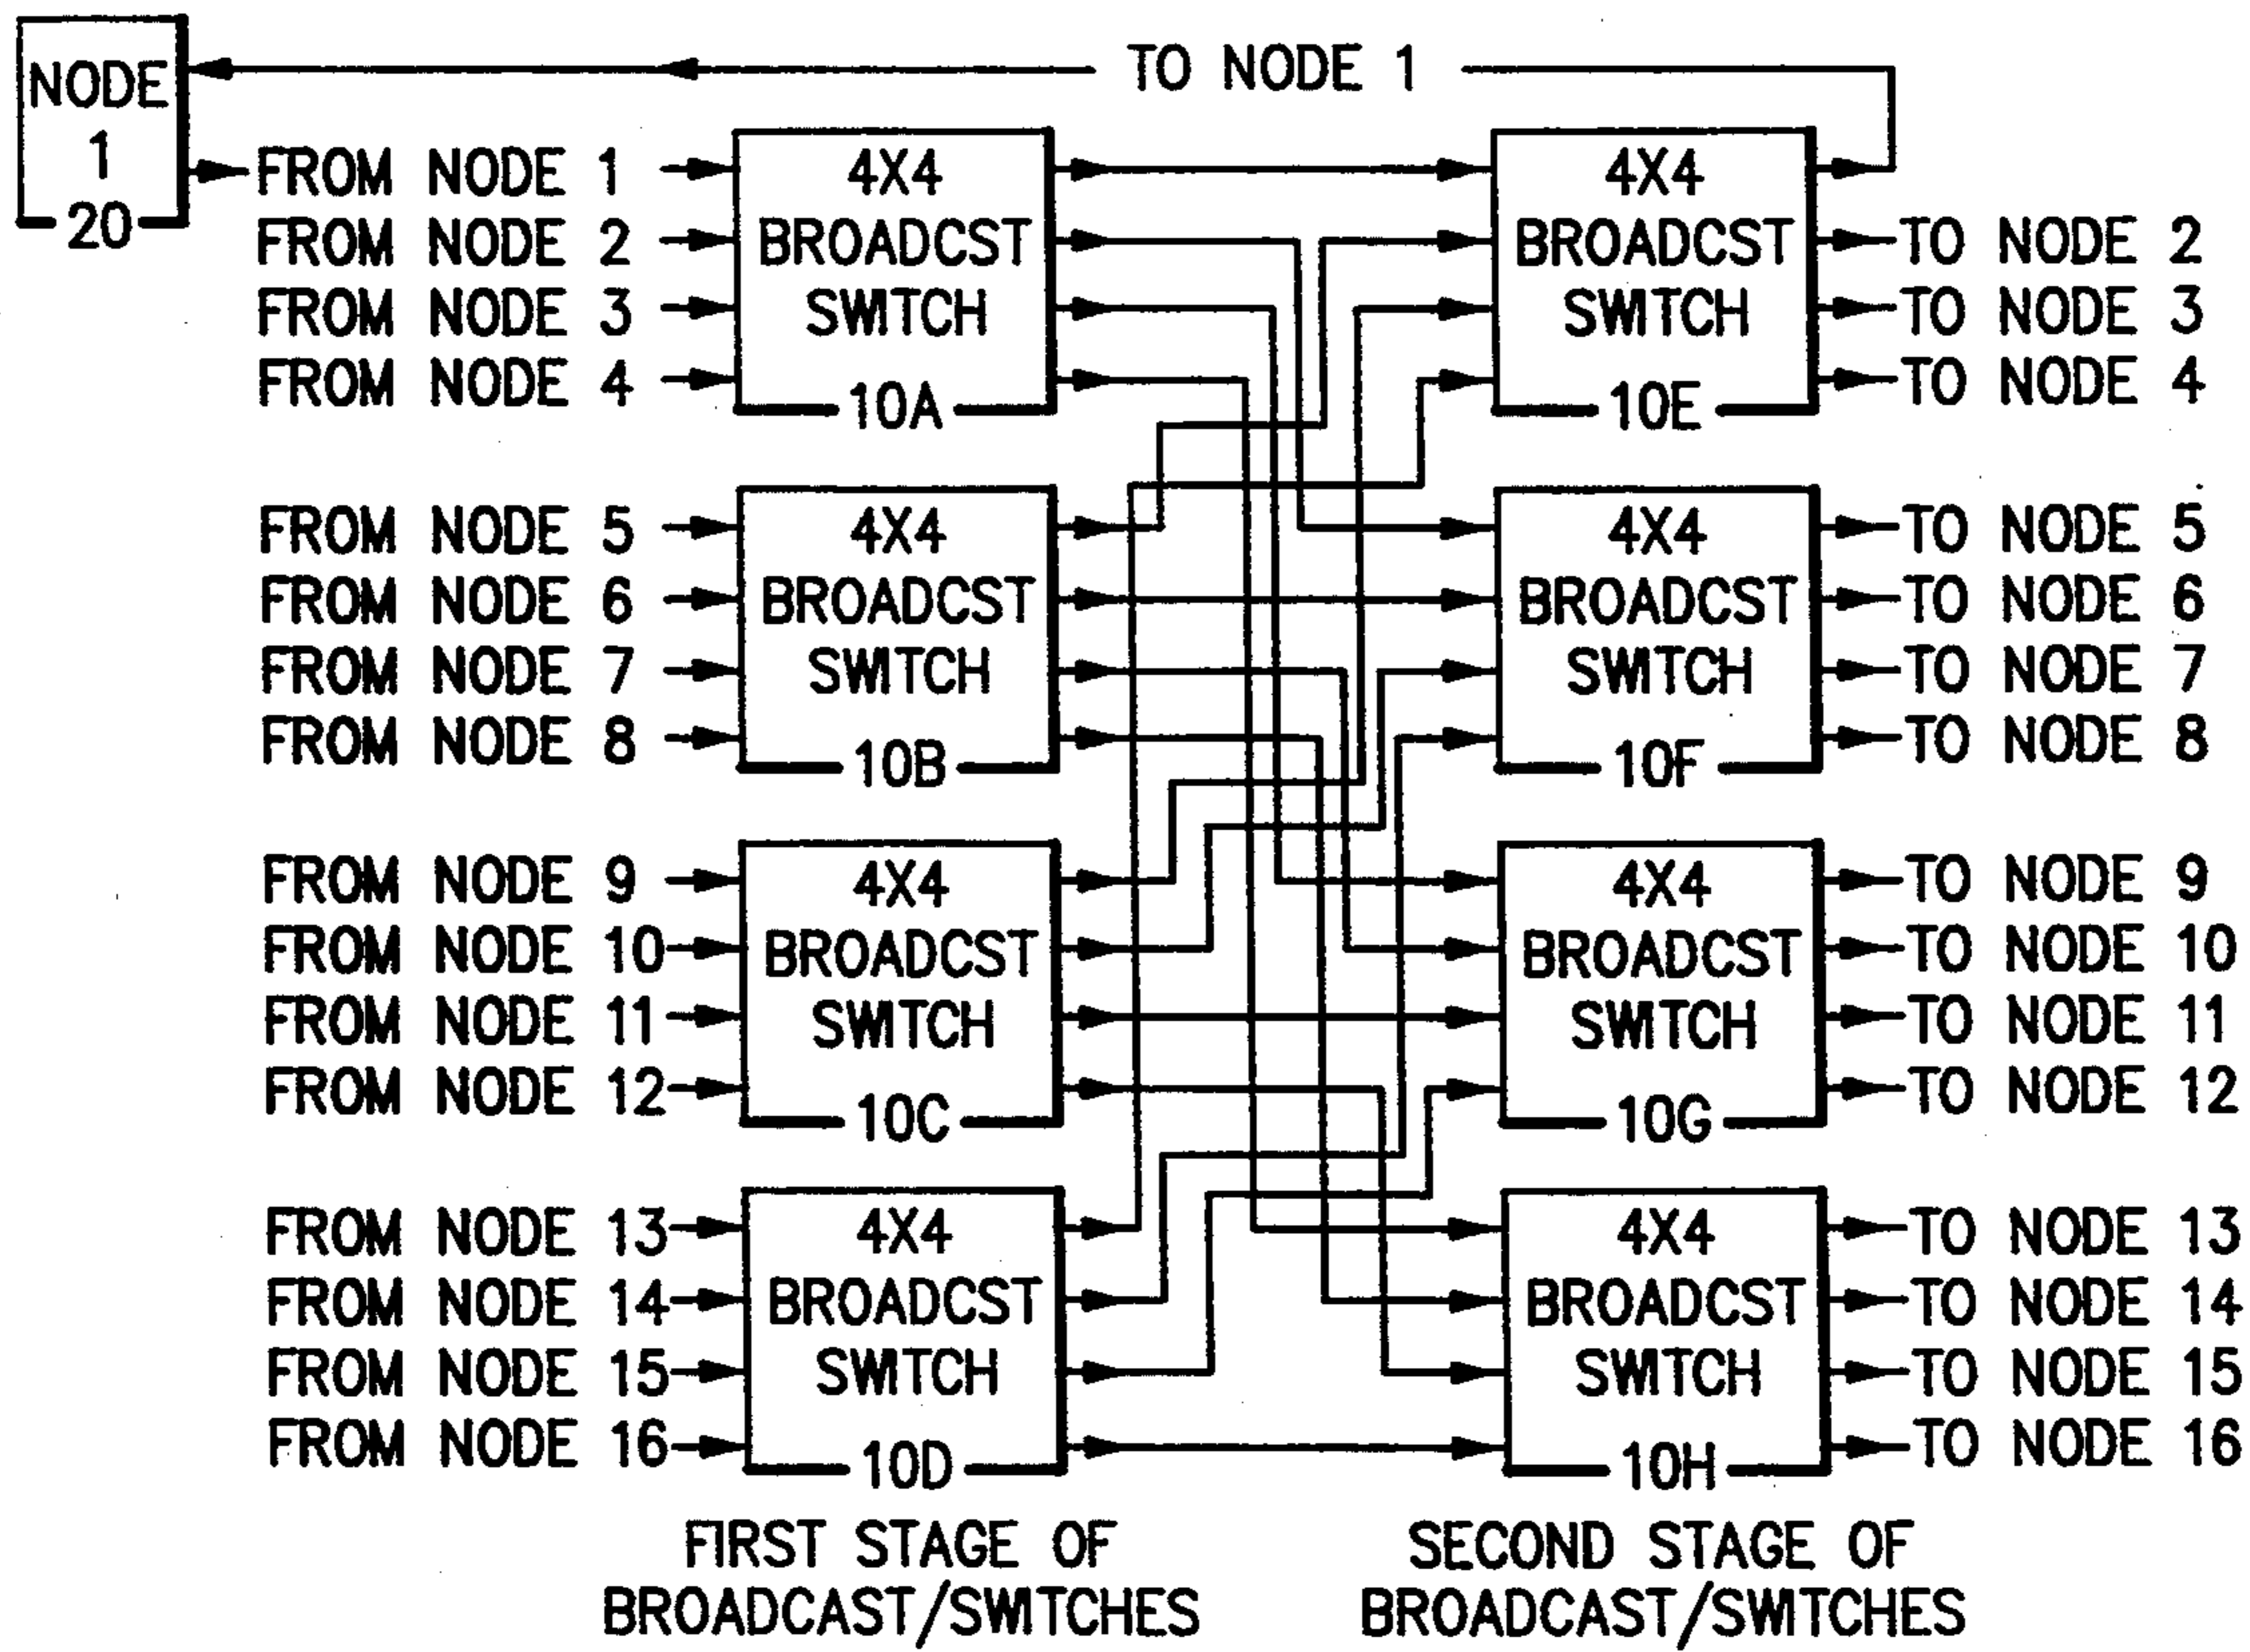 TO NODE 1
NODE
1
20
FROM NODE 1
FROM NODE 2
FROM NODE 3
FROM NODE 4
4X4
BROADCST
SWITCH
10A
4X4
BROADCST
SWITCH
10E
TO NODE 2
TO NODE 3
TO NODE 4
FROM NODE 5
FROM NODE 6
FROM NODE 7
FROM NODE 8
4X4
BROADCST
SWITCH
10B
4X4
BROADCST
SWITCH
10F
TO NODE 5
TO NODE 6
TO NODE 7
TO NODE 8
FROM NODE 9
FROM NODE 10
FROM NODE 11
FROM NODE 12
4X4
BROADCST
SWITCH
10C
4X4
BROADCST
SWITCH
10G
TO NODE 9
TO NODE 10
TO NODE 11
TO NODE 12
FROM NODE 13
FROM NODE 14
FROM NODE 15
FROM NODE 16
4X4
BROADCST
SWITCH
10D
4X4
BROADCST
SWITCH
10H
TO NODE 13
TO NODE 14
TO NODE 15
TO NODE 16
FIRST STAGE OF
BROADCAST/SWITCHES
SECOND STAGE OF
BROADCAST/SWITCHES